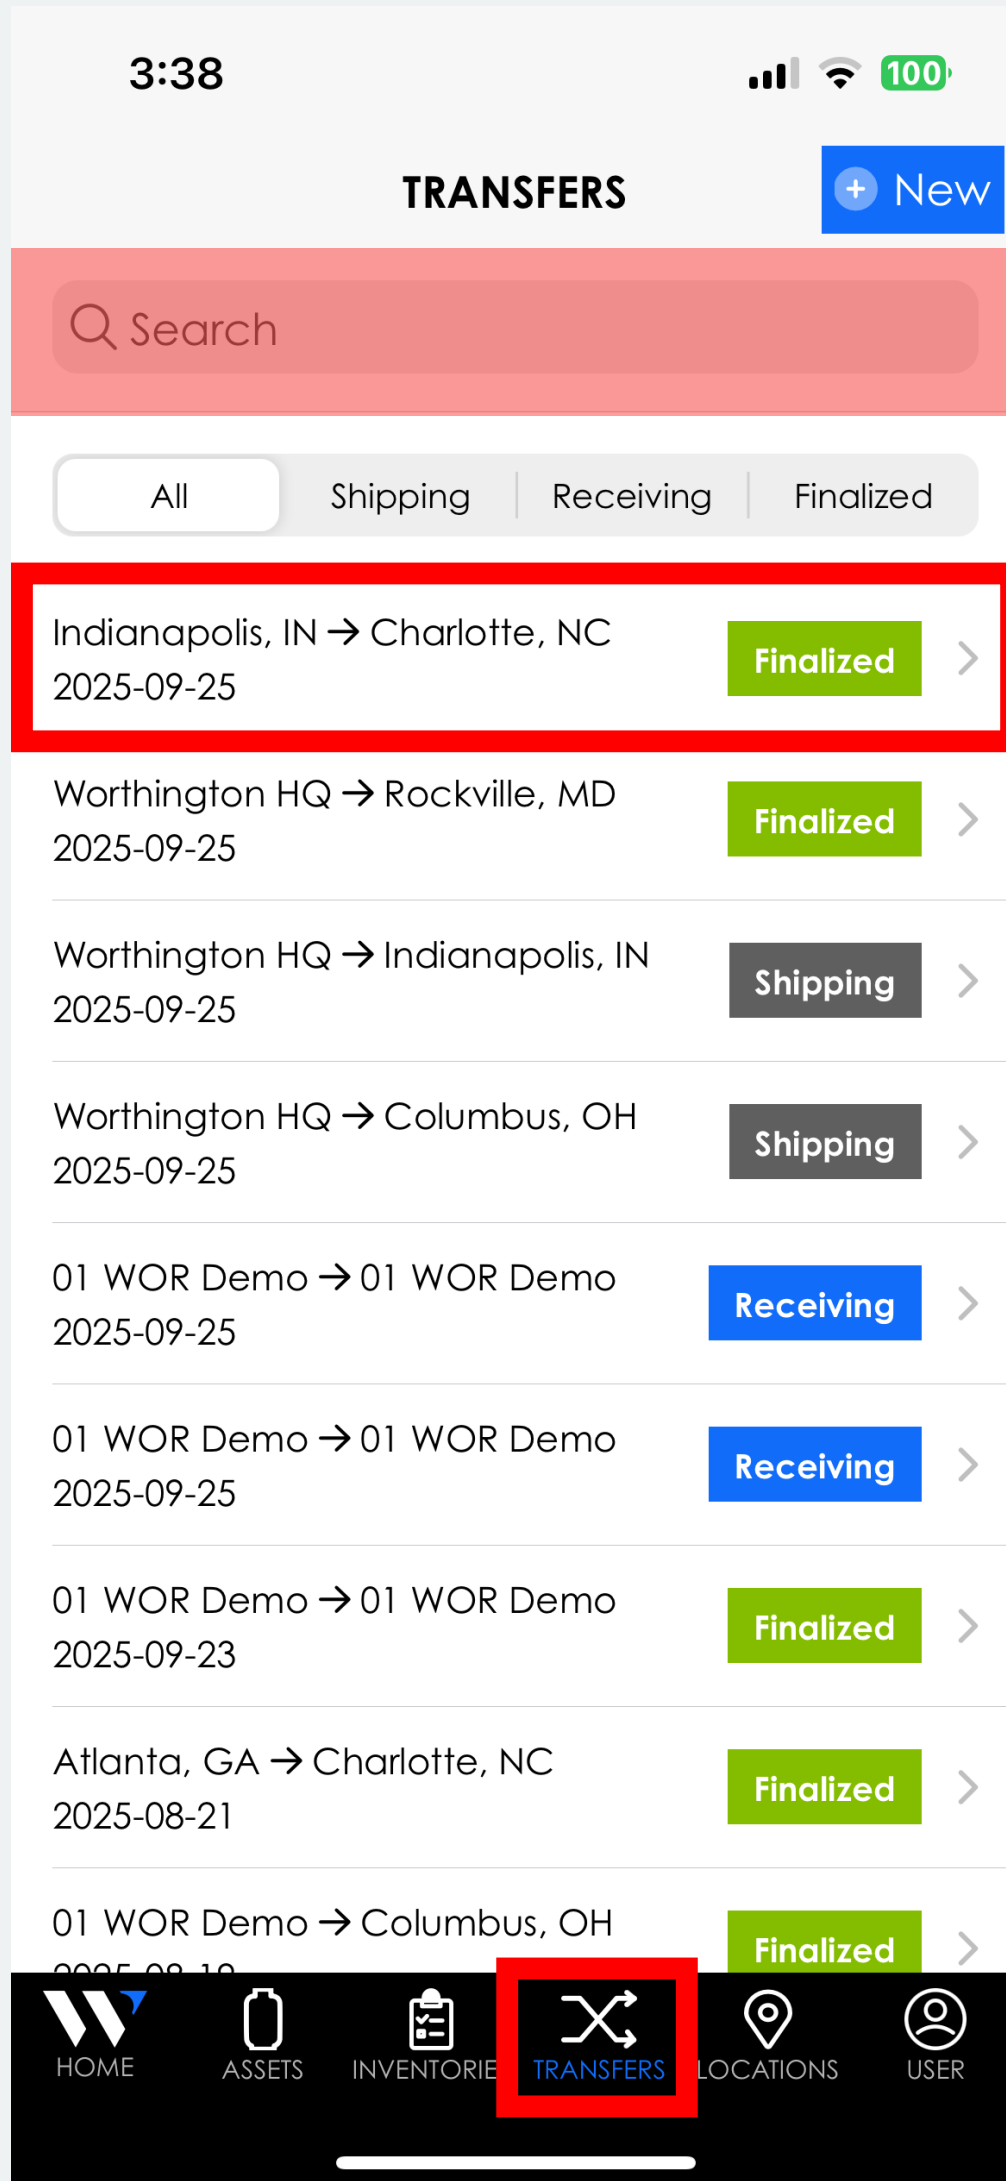 3:38
100
TRANSFERS
New
Search
All Shipping Receiving Finalized
Indianapolis, IN → Charlotte, NC
2025-09-25
Finalized
Worthington HQ → Rockville, MD
2025-09-25
Finalized
Worthington HQ → Indianapolis, IN
2025-09-25
Shipping
Worthington HQ → Columbus, OH
2025-09-25
Shipping
01 WOR Demo → 01 WOR Demo
2025-09-25
Receiving
01 WOR Demo → 01 WOR Demo
2025-09-25
Receiving
01 WOR Demo → 01 WOR Demo
2025-09-23
Finalized
Atlanta, GA → Charlotte, NC
2025-08-21
Finalized
01 WOR Demo → Columbus, OH
Finalized
HOME ASSETS INVENTORIE TRANSFERS LOCATIONS USER